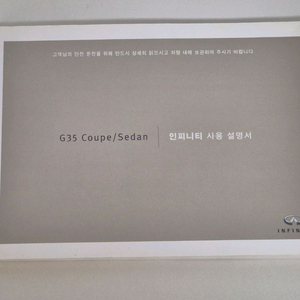 고객님의 안전 운전을 위해 반드시 상세히 읽으시고 차량 내에 보관하여 주시기 바랍니다
G35 Coupe/Sedan
인피니티 사용 설명서